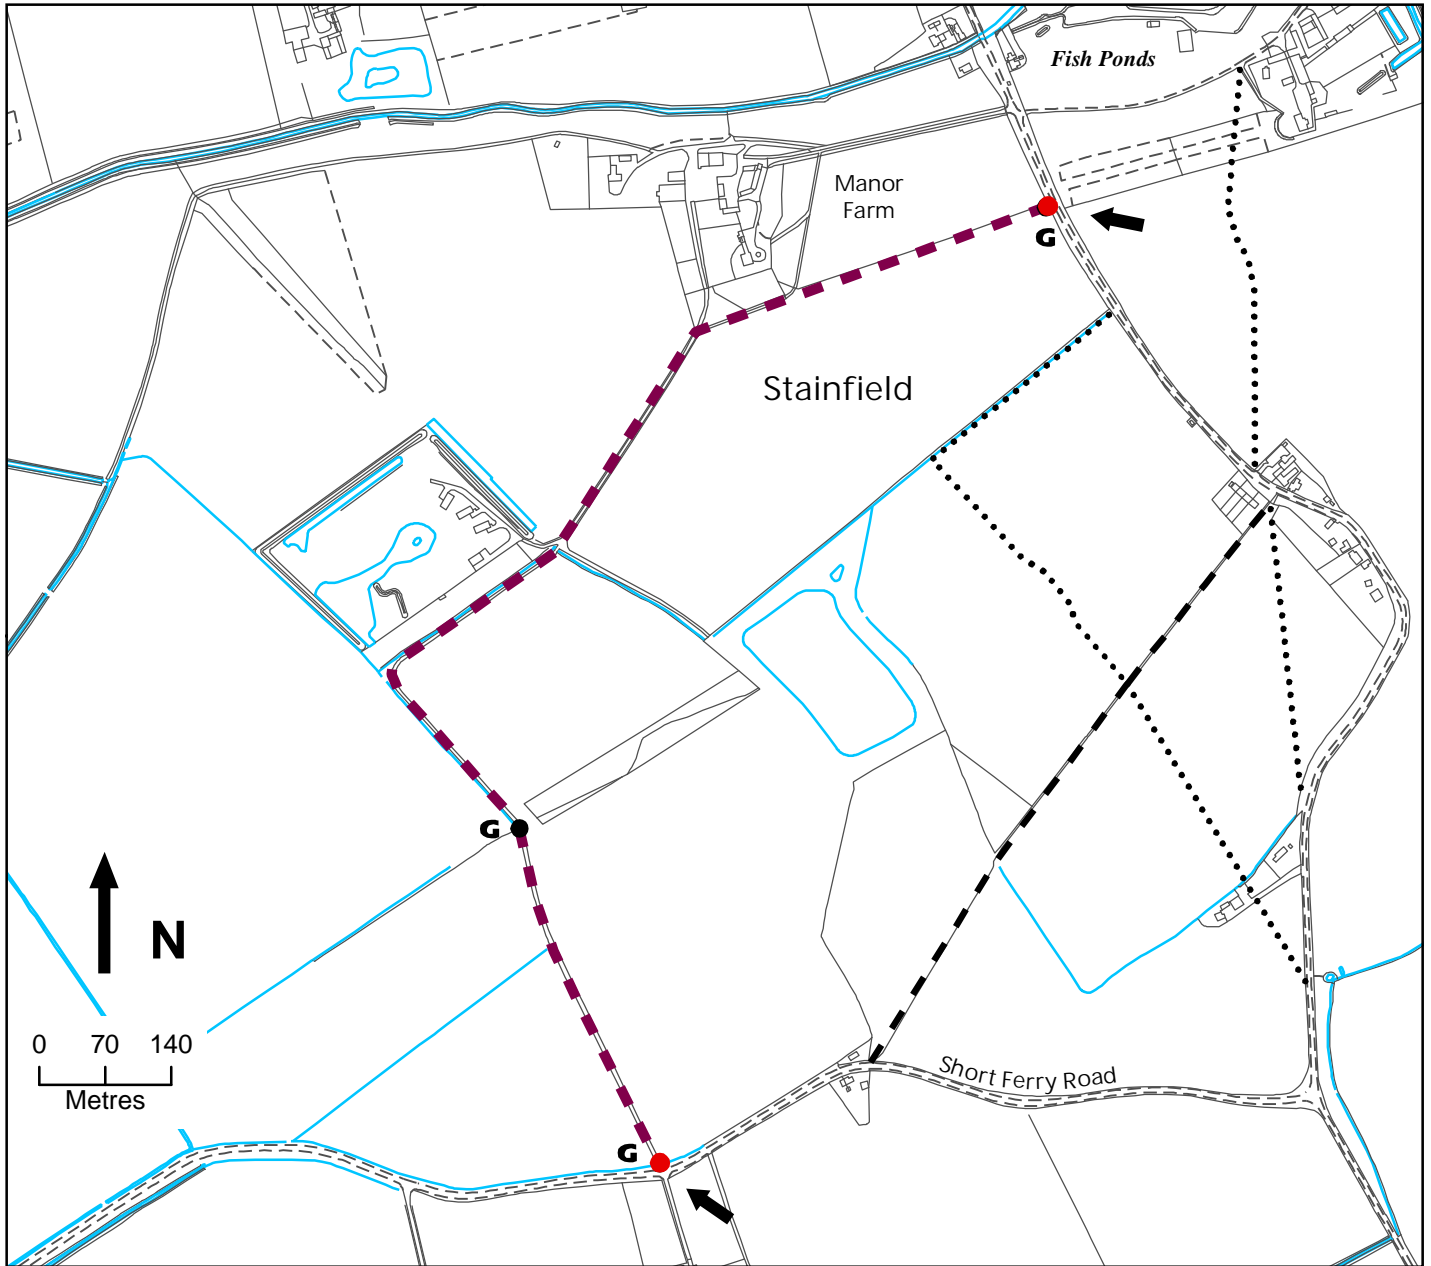 Fish Ponds
Manor
Farm
G
Stainfield
G
N
0 70 140
Metres
Short Ferry Road
G